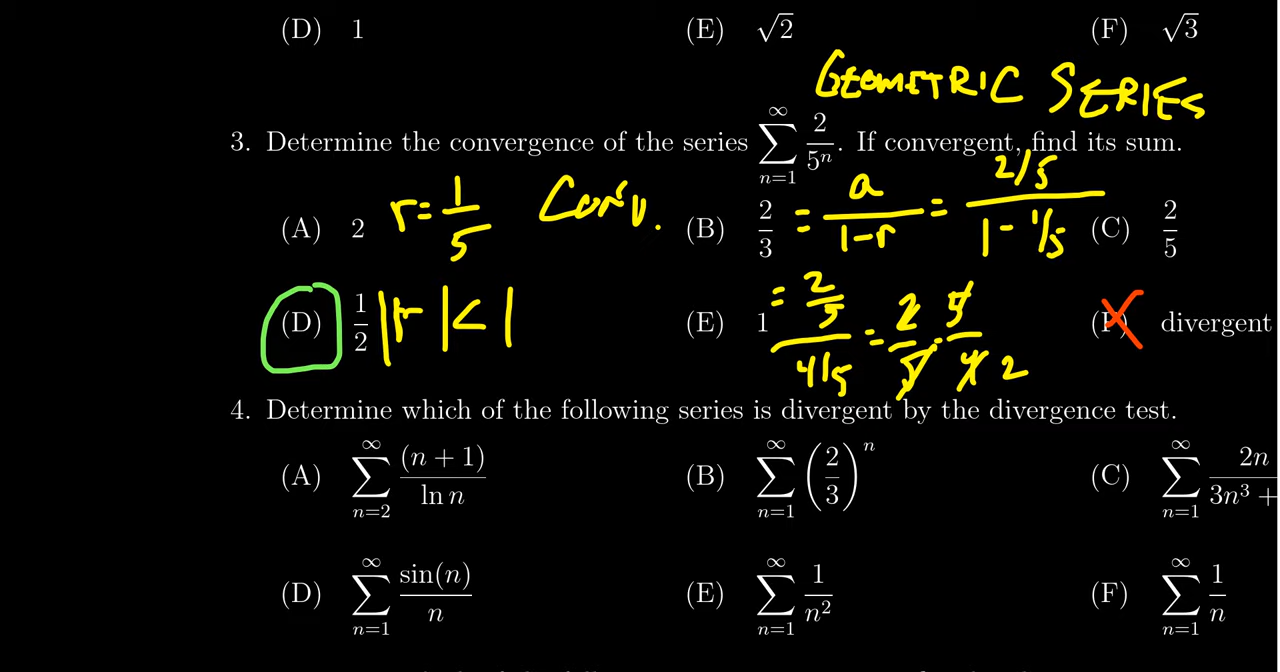 (D) 1 (E) √2 (F) √3
GEOMETRIC SERIES
3. Determine the convergence of the series ∑_{n=1}^{∞} 2/5ⁿ. If convergent, find its sum.
(A) 2 r = 1/5 Conv. (B) 2/3 = a/(1-r) = (2/5)/(1 - 1/5) (C) 2/5
(D) 1/2 |r| < 1 (E) 1 = (2/5)/(4/5) = 2/5 · 5/4 2 (F) divergent
4. Determine which of the following series is divergent by the divergence test.
(A) ∑_{n=2}^{∞} (n + 1)/ln n (B) ∑_{n=1}^{∞} (2/3)ⁿ (C) ∑_{n=1}^{∞} 2n/3n³ +
(D) ∑_{n=1}^{∞} sin(n)/n (E) ∑_{n=1}^{∞} 1/n² (F) ∑_{n=1}^{∞} 1/n